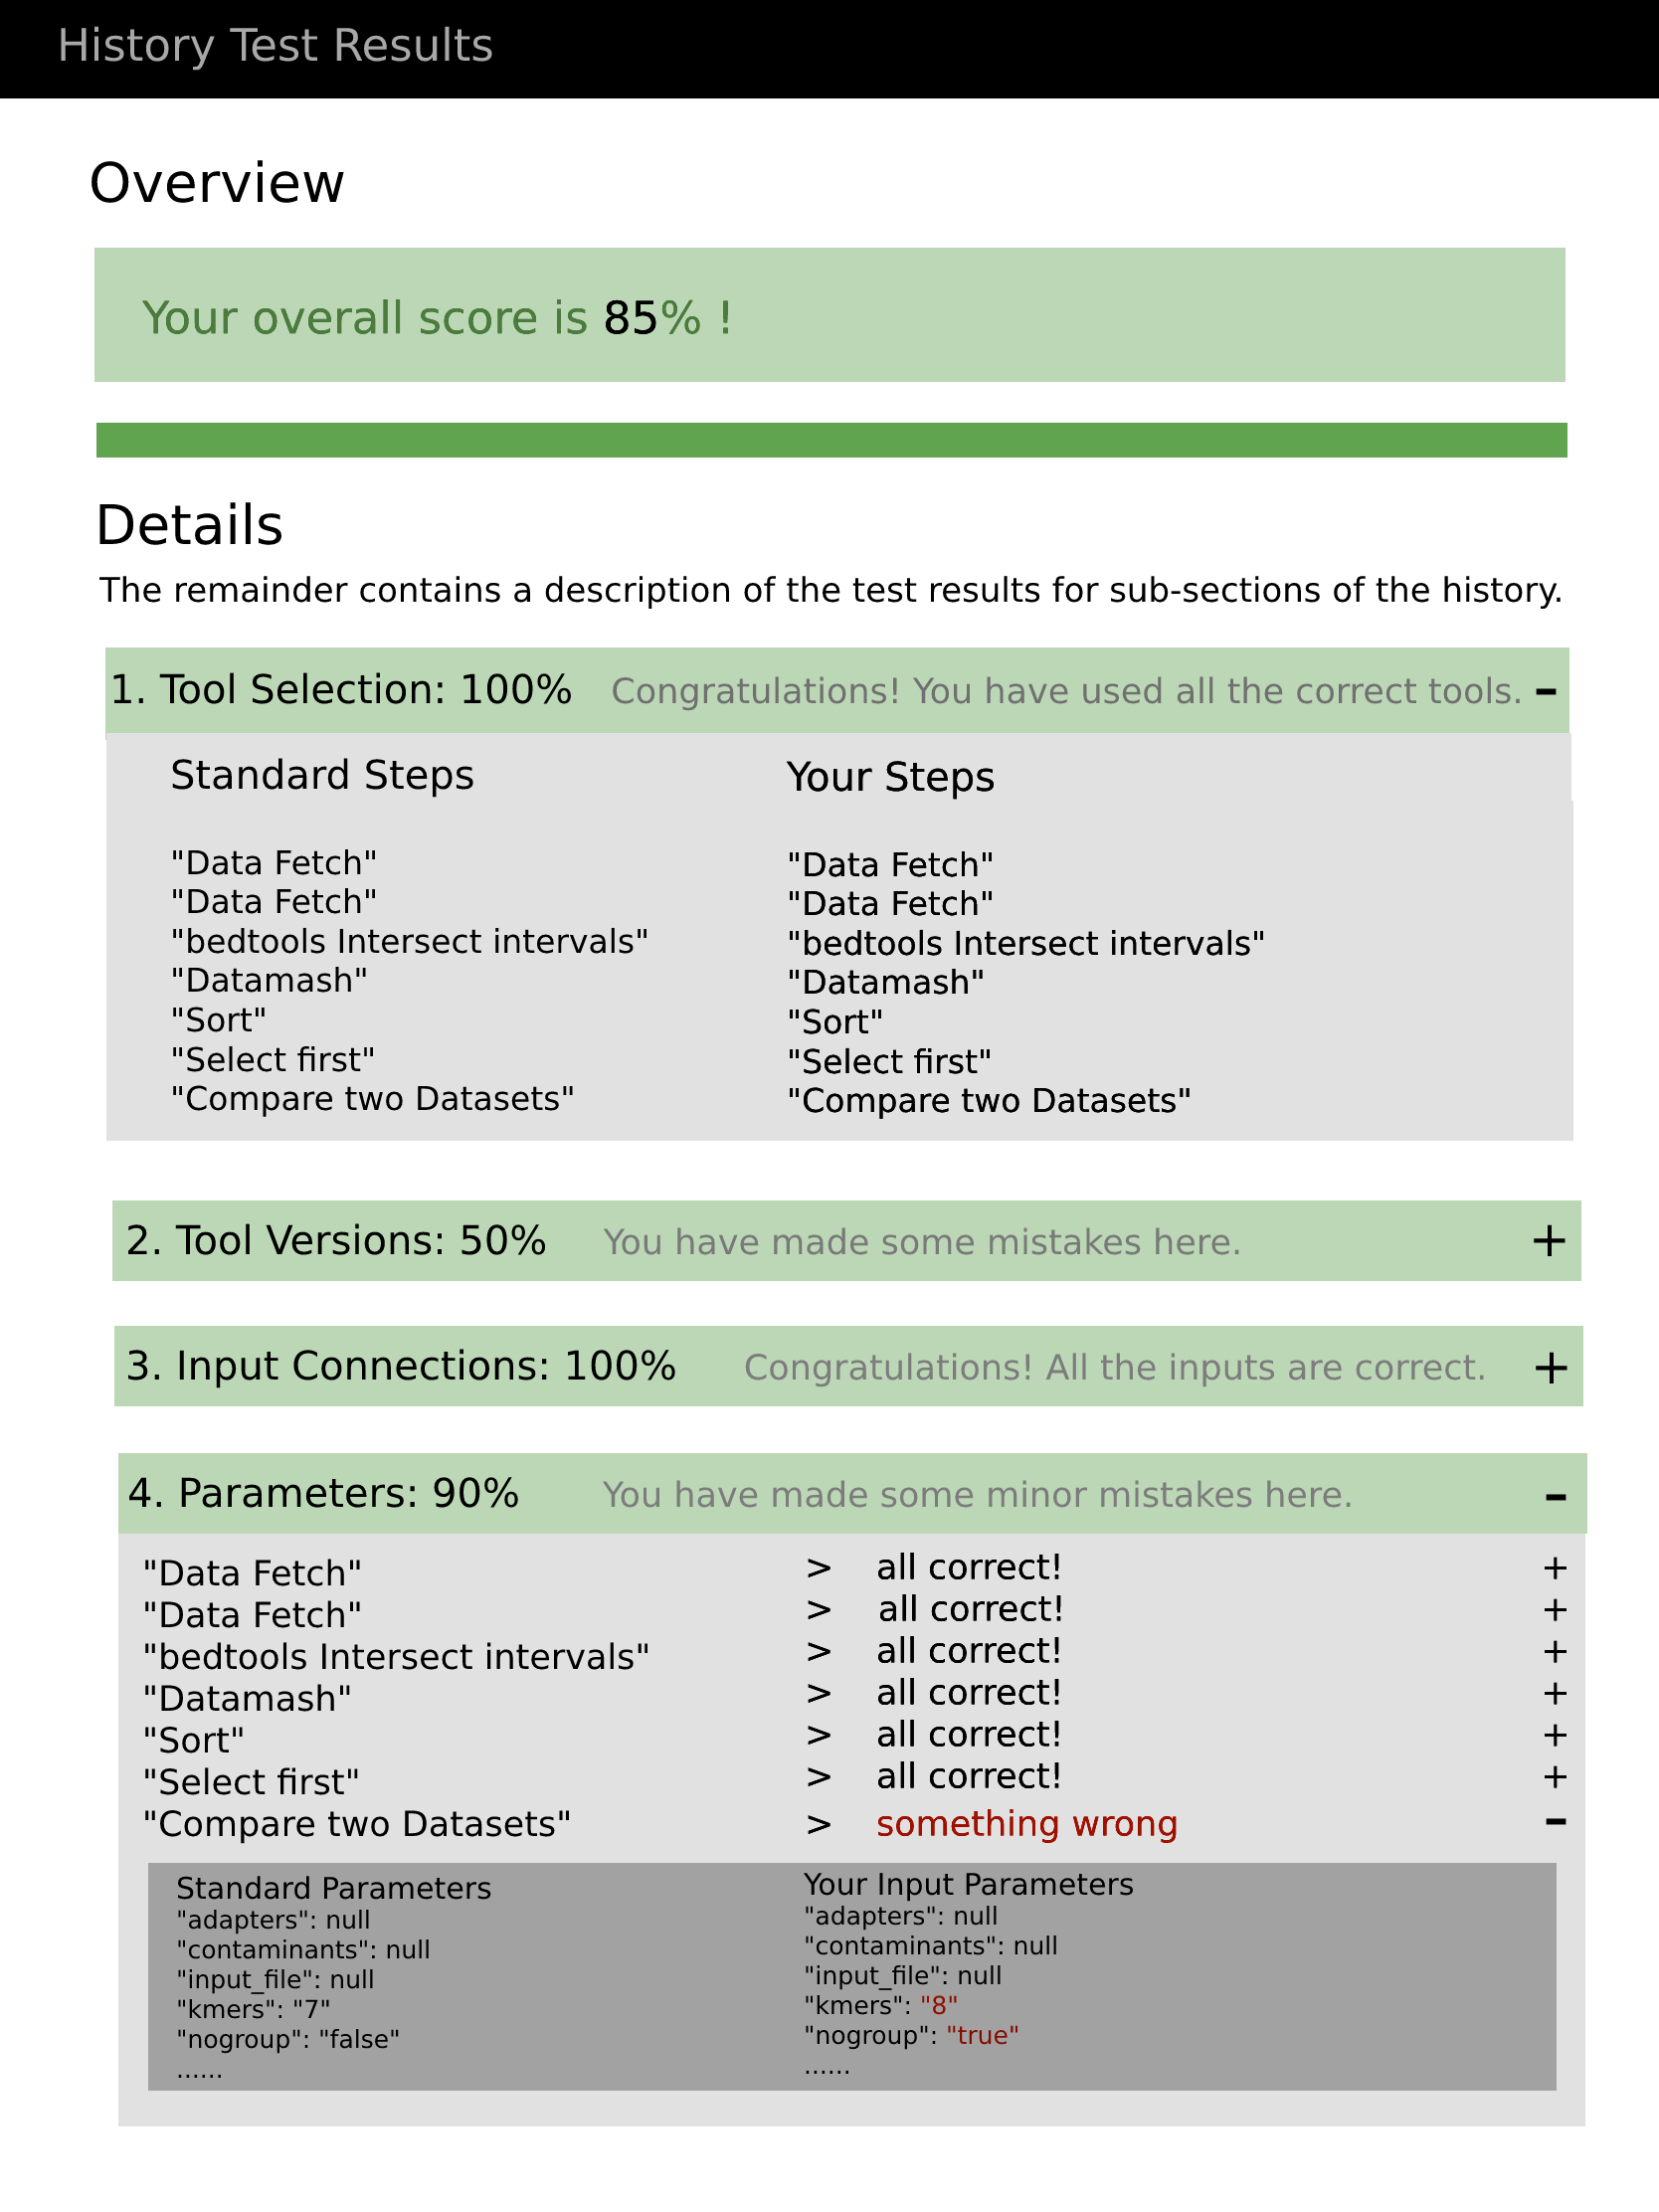 History Test Results
Overview
Your overall score is 85% !
Details
The remainder contains a description of the test results for sub-sections of the history.
1. Tool Selection: 100% Congratulations! You have used all the correct tools. –
Standard Steps
"Data Fetch"
"Data Fetch"
"bedtools Intersect intervals"
"Datamash"
"Sort"
"Select first"
"Compare two Datasets"
Your Steps
"Data Fetch"
"Data Fetch"
"bedtools Intersect intervals"
"Datamash"
"Sort"
"Select first"
"Compare two Datasets"
2. Tool Versions: 50% You have made some mistakes here. +
3. Input Connections: 100% Congratulations! All the inputs are correct. +
4. Parameters: 90% You have made some minor mistakes here. –
"Data Fetch" > all correct! +
"Data Fetch" > all correct! +
"bedtools Intersect intervals" > all correct! +
"Datamash" > all correct! +
"Sort" > all correct! +
"Select first" > all correct! +
"Compare two Datasets" > something wrong –
Standard Parameters
"adapters": null
"contaminants": null
"input_file": null
"kmers": "7"
"nogroup": "false"
......
Your Input Parameters
"adapters": null
"contaminants": null
"input_file": null
"kmers": "8"
"nogroup": "true"
......